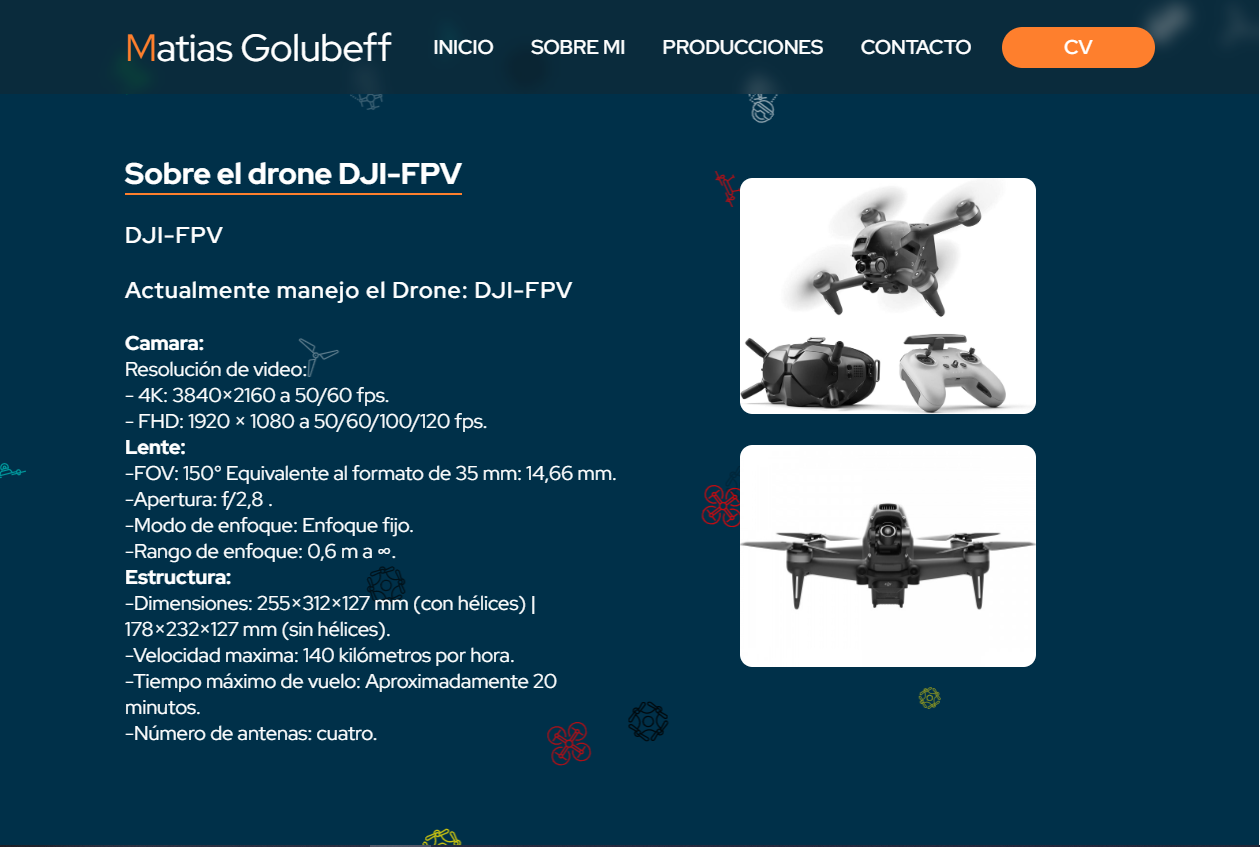 Matias Golubeff
INICIO
SOBRE MI
PRODUCCIONES
CONTACTO
CV
Sobre el drone DJI-FPV
DJI-FPV
Actualmente manejo el Drone: DJI-FPV
Camara:
Resolución de video:
- 4K: 3840×2160 a 50/60 fps.
- FHD: 1920 × 1080 a 50/60/100/120 fps.
Lente:
-FOV: 150° Equivalente al formato de 35 mm: 14,66 mm.
-Apertura: f/2,8 .
-Modo de enfoque: Enfoque fijo.
-Rango de enfoque: 0,6 m a ∞.
Estructura:
-Dimensiones: 255×312×127 mm (con hélices) |
178×232×127 mm (sin hélices).
-Velocidad maxima: 140 kilómetros por hora.
-Tiempo máximo de vuelo: Aproximadamente 20
minutos.
-Número de antenas: cuatro.